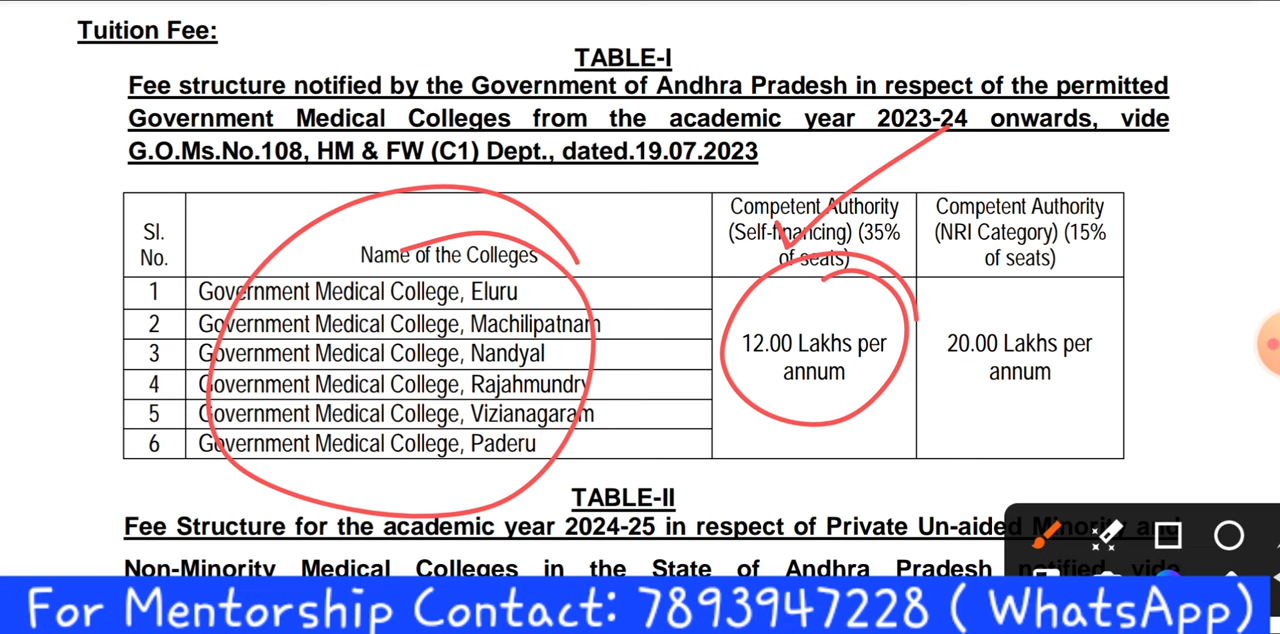 Tuition Fee:
TABLE-I
Fee structure notified by the Government of Andhra Pradesh in respect of the permitted
Government Medical Colleges from the academic year 2023-24 onwards, vide
G.O.Ms.No.108, HM & FW (C1) Dept., dated.19.07.2023
Sl. No. Name of the Colleges Competent Authority (Self-financing) (35% of seats) Competent Authority (NRI Category) (15% of seats)
1 Government Medical College, Eluru
2 Government Medical College, Machilipatnam
3 Government Medical College, Nandyal
4 Government Medical College, Rajahmundry
5 Government Medical College, Vizianagaram
6 Government Medical College, Paderu
12.00 Lakhs per annum 20.00 Lakhs per annum
TABLE-II
Fee Structure for the academic year 2024-25 in respect of Private Un-aided Minority and
Non-Minority Medical Colleges in the State of Andhra Pradesh notified vide
For Mentorship Contact: 7893947228 ( WhatsApp)